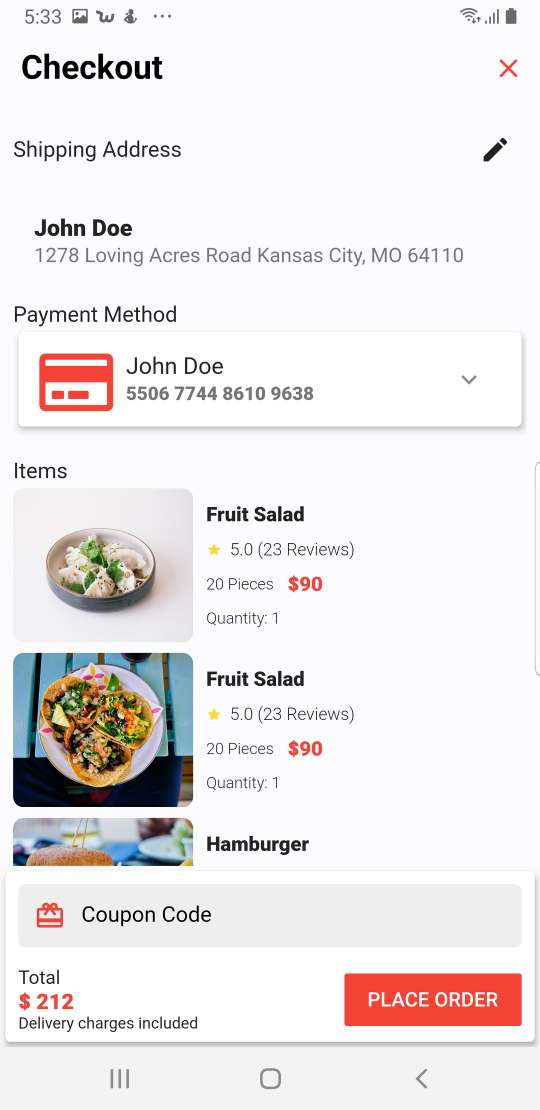 5:33
Checkout
Shipping Address
John Doe
1278 Loving Acres Road Kansas City, MO 64110
Payment Method
John Doe
5506 7744 8610 9638
Items
Fruit Salad
5.0 (23 Reviews)
20 Pieces $90
Quantity: 1
Fruit Salad
5.0 (23 Reviews)
20 Pieces $90
Quantity: 1
Hamburger
Coupon Code
Total
$ 212
Delivery charges included
PLACE ORDER